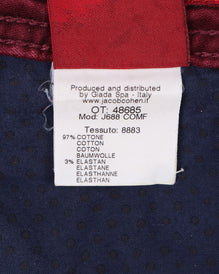 Produced and distributed
by Giada Spa - Italy
www.jacobcohen.it
OT: 48685
Mod: J688 COMF
Tessuto: 8883
97% COTONE
COTTON
COTON
BAUMWOLLE
3% ELASTAN
ELASTANE
ELASTHANNE
ELASTHAN